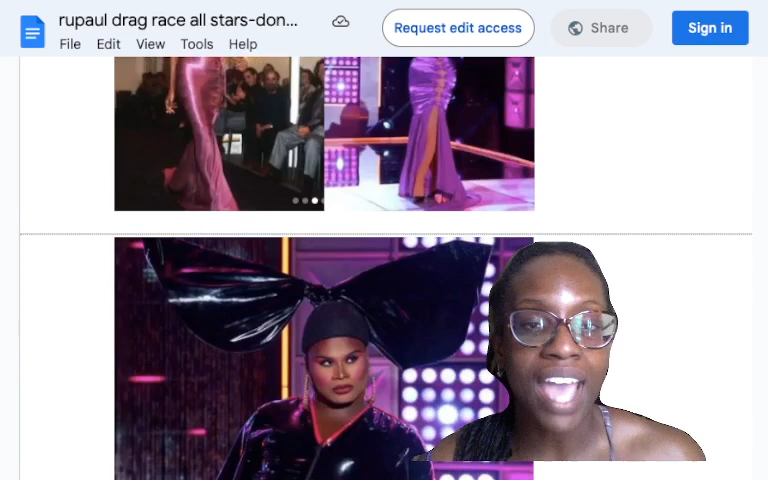 rupaul drag race all stars-don...
Request edit access
Share
Sign in
File Edit View Tools Help